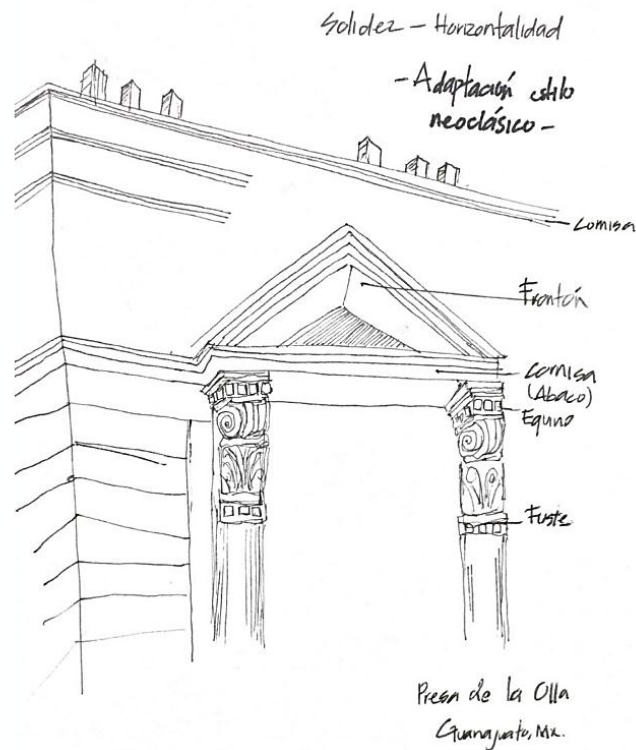 Solidez - Horizontalidad
- Adaptación estilo
neoclásico -
Cornisa
Frontón
Cornisa
(Abaco)
Equino
Fuste
Presa de la Olla
Guanajuato, Mx.